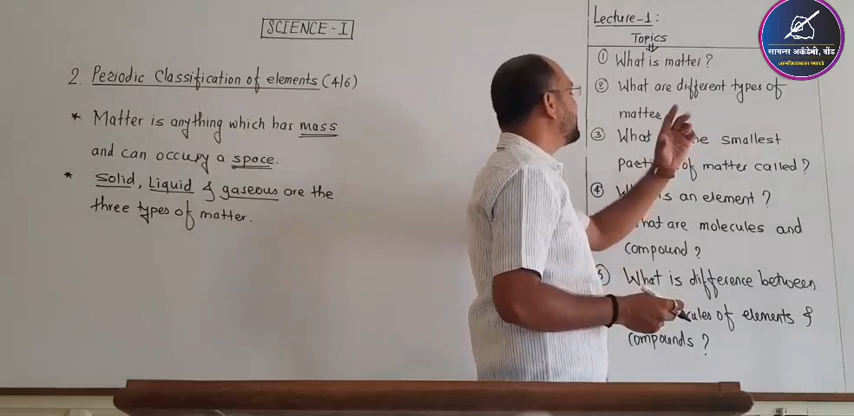 SCIENCE-I
2. Periodic Classification of elements (4/6)
* Matter is anything which has mass
and can occupy a space.
* Solid, Liquid & gaseous are the
three types of matter.
Lecture-1:
Topics
① What is matter?
② What are different types of
matter
③ What smallest
of matter called?
④ is an element?
What are molecules and
compound?
⑤ What is difference between
of elements &
compounds?
सायन्स अकॅडेमी, बौंड